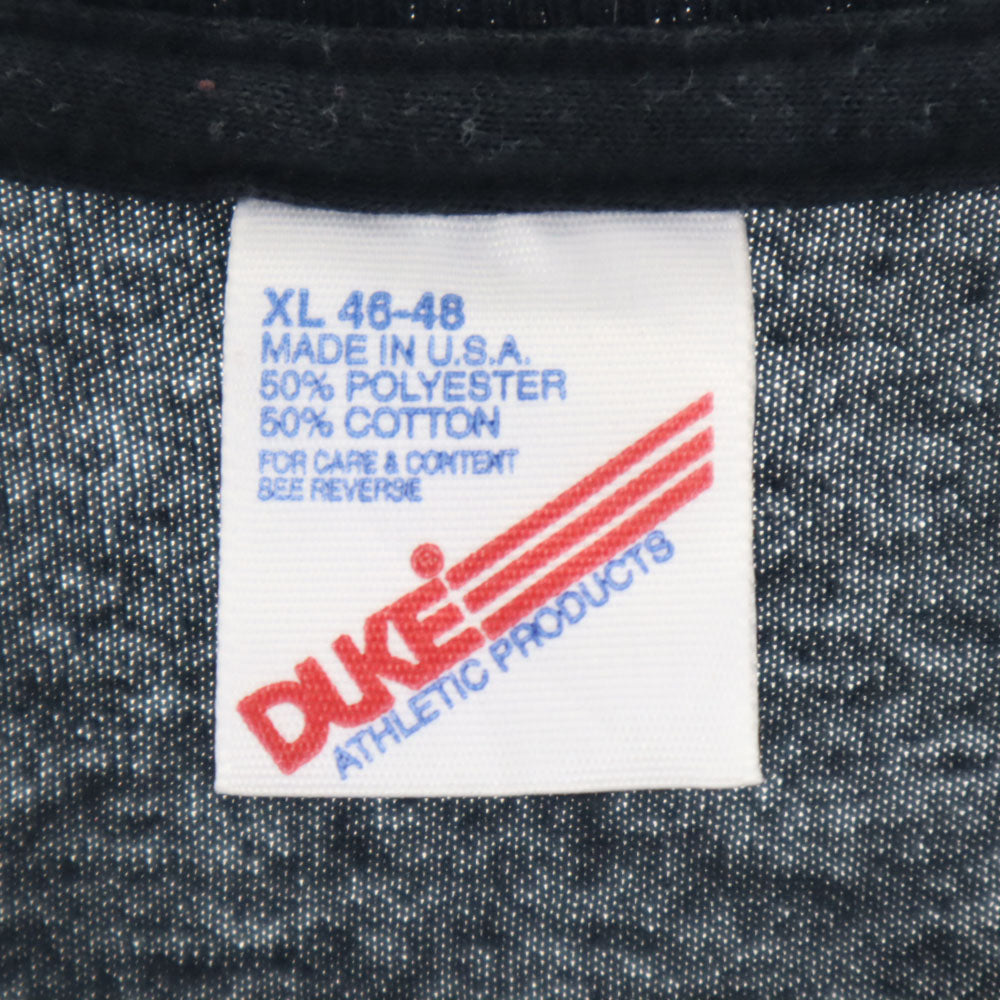 XL 46-48
MADE IN U.S.A.
50% POLYESTER
50% COTTON
FOR CARE & CONTENT
SEE REVERSE
DUKE®
ATHLETIC PRODUCTS